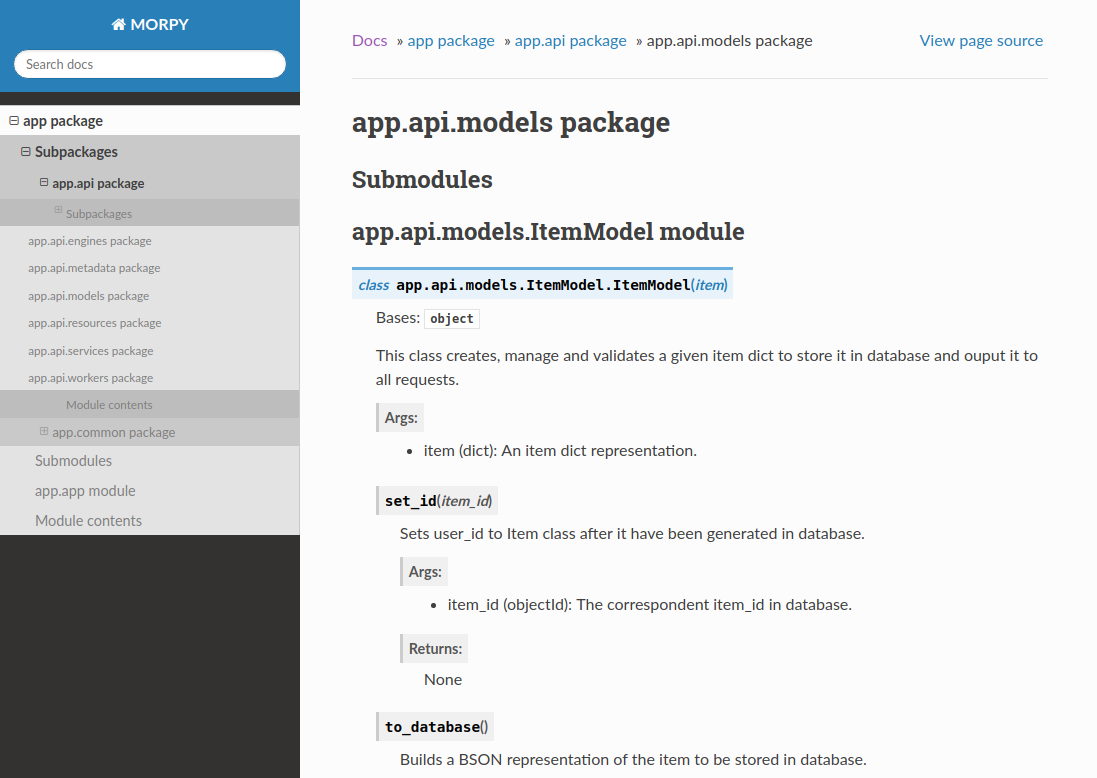 MORPY
Search docs
app package
Subpackages
app.api package
Subpackages
app.api.engines package
app.api.metadata package
app.api.models package
app.api.resources package
app.api.services package
app.api.workers package
Module contents
app.common package
Submodules
app.app module
Module contents
Docs » app package » app.api package » app.api.models package
View page source
app.api.models package
Submodules
app.api.models.ItemModel module
class app.api.models.ItemModel.ItemModel(item)
Bases: object
This class creates, manage and validates a given item dict to store it in database and ouput it to
all requests.
Args:
• item (dict): An item dict representation.
set_id(item_id)
Sets user_id to Item class after it have been generated in database.
Args:
• item_id (objectId): The correspondent item_id in database.
Returns:
None
to_database()
Builds a BSON representation of the item to be stored in database.